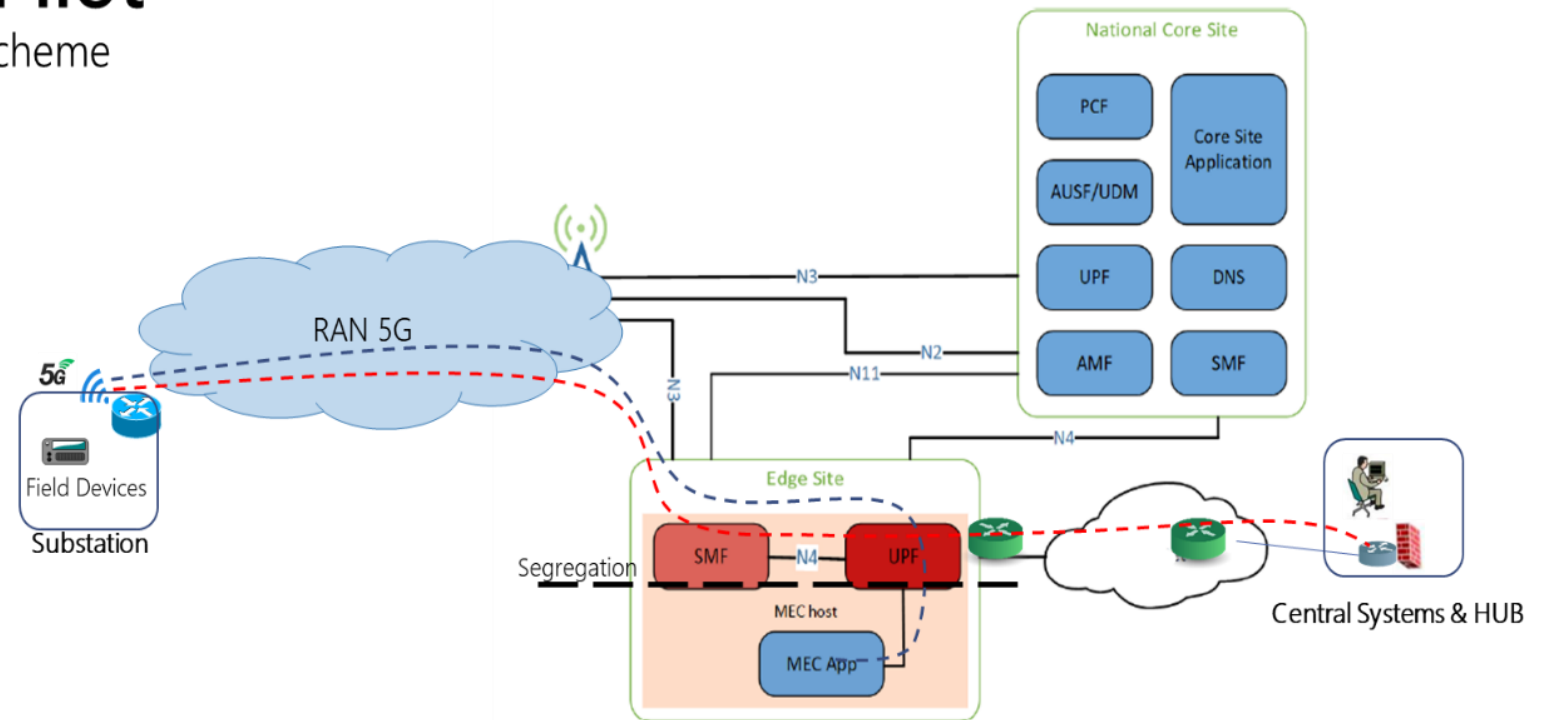 cheme
National Core Site
PCF
Core Site
Application
AUSF/UDM
N3
UPF
DNS
RAN 5G
N2
AMF
SMF
N11
5G
N3
N4
Field Devices
Substation
Edge Site
SMF
N4
UPF
Segregation
MEC host
MEC App
Central Systems & HUB